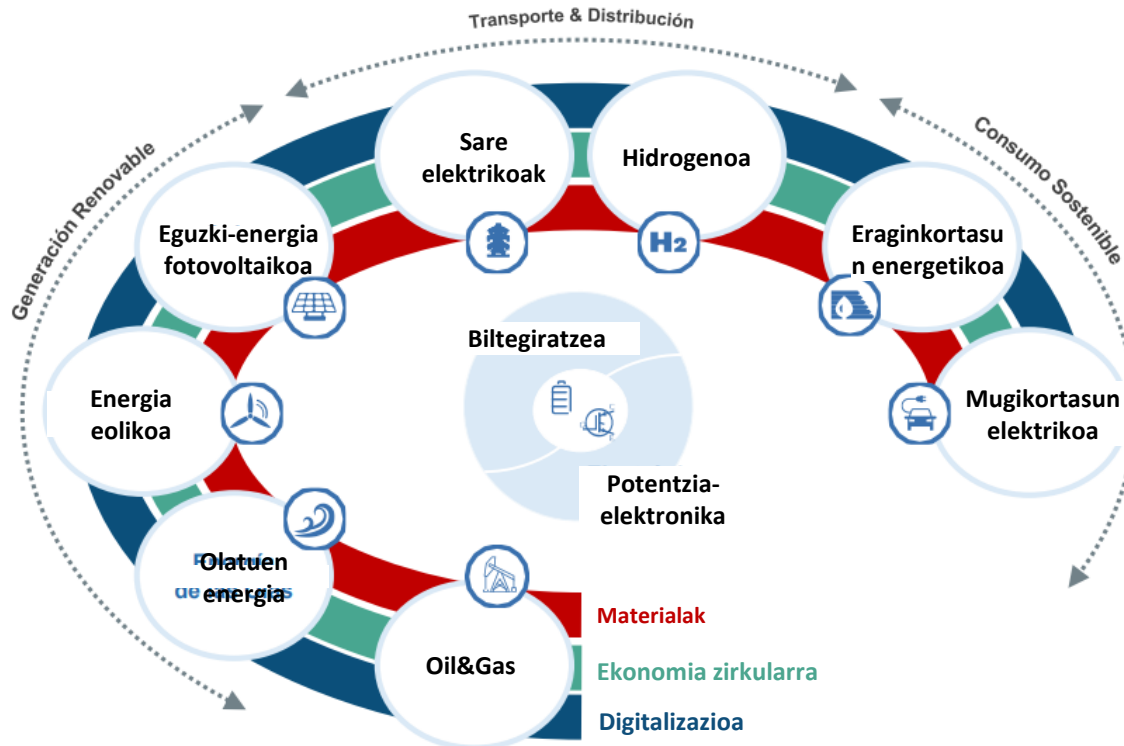 Transporte & Distribución
Generación Renovable
Consumo Sostenible
Sare
elektrikoak
Hidrogenoa
H2
Eguzki-energia
fotovoltaikoa
Eraginkortasu
n energetikoa
Biltegiratzea
Energia
eolikoa
Mugikortasun
elektrikoa
Potentzia-
elektronika
Olatuen
energia
Oil&Gas
Materialak
Ekonomia zirkularra
Digitalizazioa